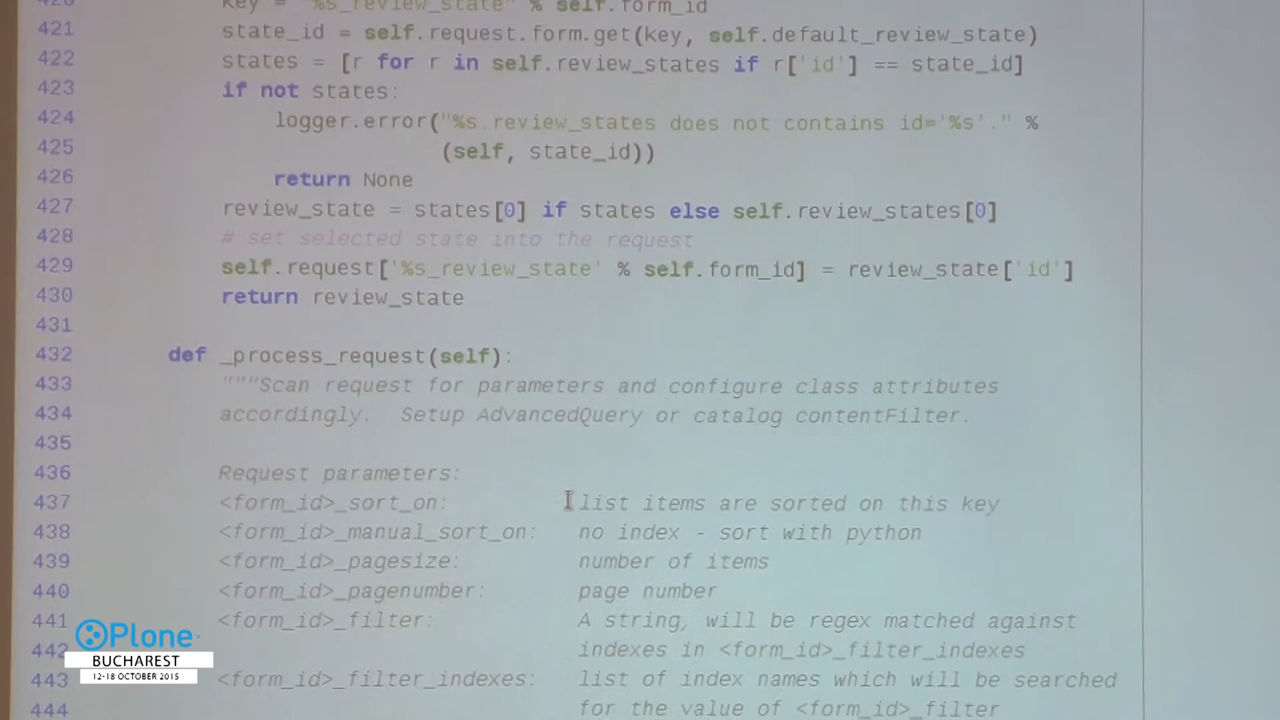 420 key = "%s_review_state" % self.form_id
421 state_id = self.request.form.get(key, self.default_review_state)
422 states = [r for r in self.review_states if r['id'] == state_id]
423 if not states:
424 logger.error("%s.review_states does not contains id='%s'." %
425 (self, state_id))
426 return None
427 review_state = states[0] if states else self.review_states[0]
428 # set selected state into the request
429 self.request['%s_review_state' % self.form_id] = review_state['id']
430 return review_state
431
432 def _process_request(self):
433 """Scan request for parameters and configure class attributes
434 accordingly.  Setup AdvancedQuery or catalog contentFilter.
435
436 Request parameters:
437 <form_id>_sort_on: list items are sorted on this key
438 <form_id>_manual_sort_on: no index - sort with python
439 <form_id>_pagesize: number of items
440 <form_id>_pagenumber: page number
441 <form_id>_filter: A string, will be regex matched against
442 indexes in <form_id>_filter_indexes
443 <form_id>_filter_indexes: list of index names which will be searched
444 for the value of <form_id>_filter
Plone
BUCHAREST
12-18 OCTOBER 2015